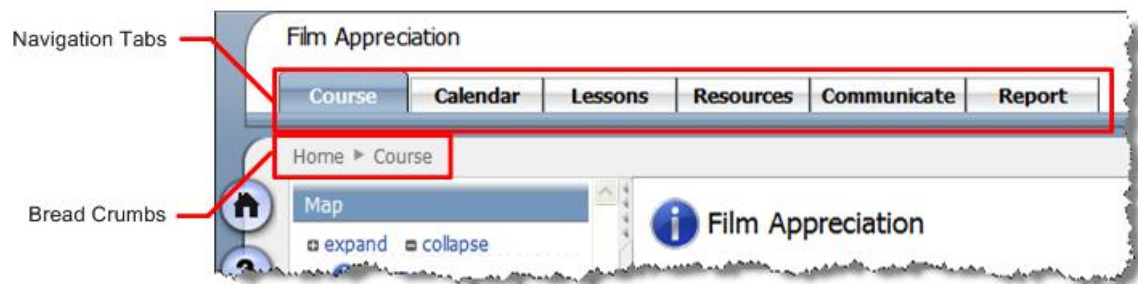 Film Appreciation
Navigation Tabs
Course Calendar Lessons Resources Communicate Report
Home Course
Bread Crumbs
Map
expand collapse
Film Appreciation